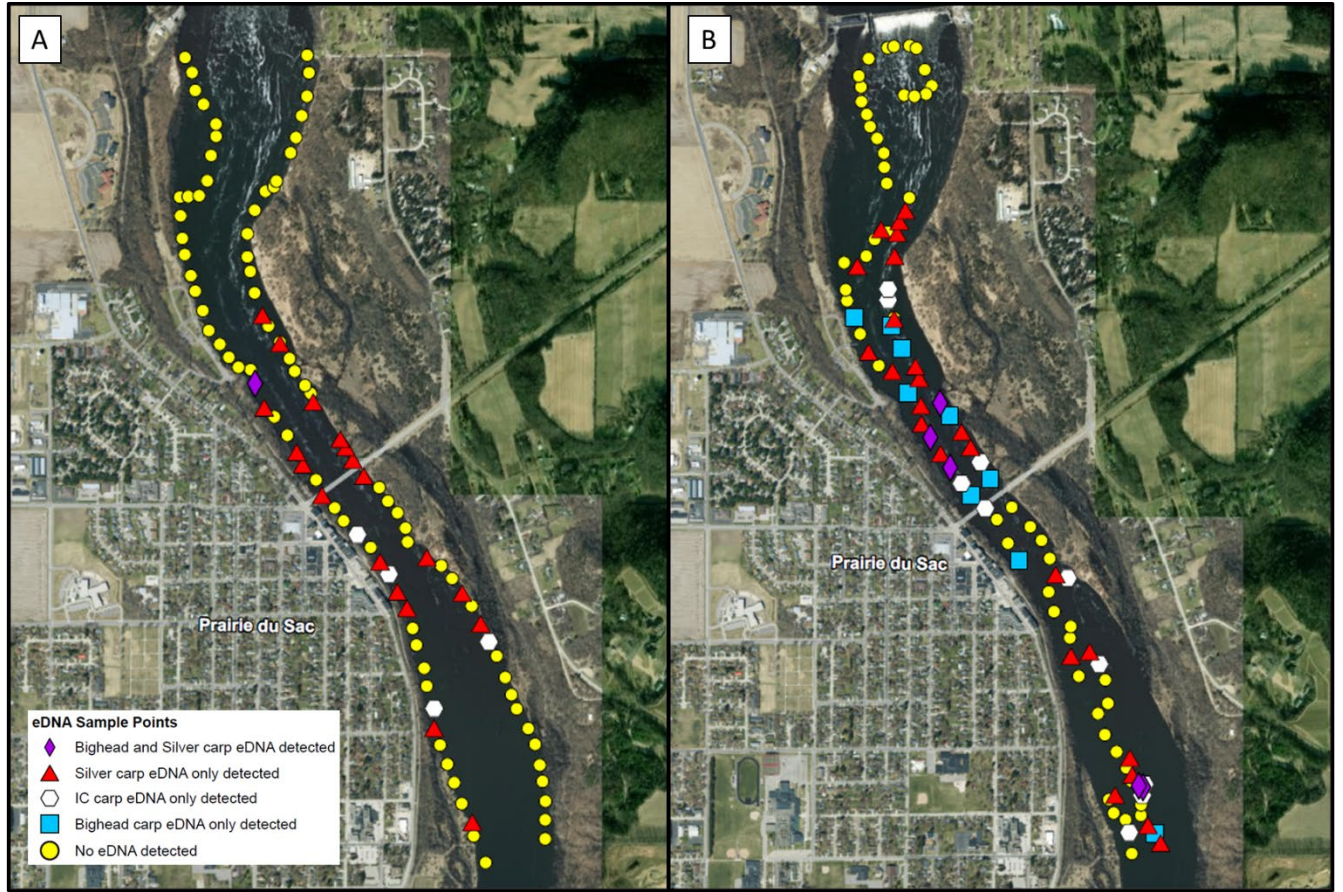 A
B
Prairie du Sac
Prairie du Sac
eDNA Sample Points
Bighead and Silver carp eDNA detected
Silver carp eDNA only detected
IC carp eDNA only detected
Bighead carp eDNA only detected
No eDNA detected